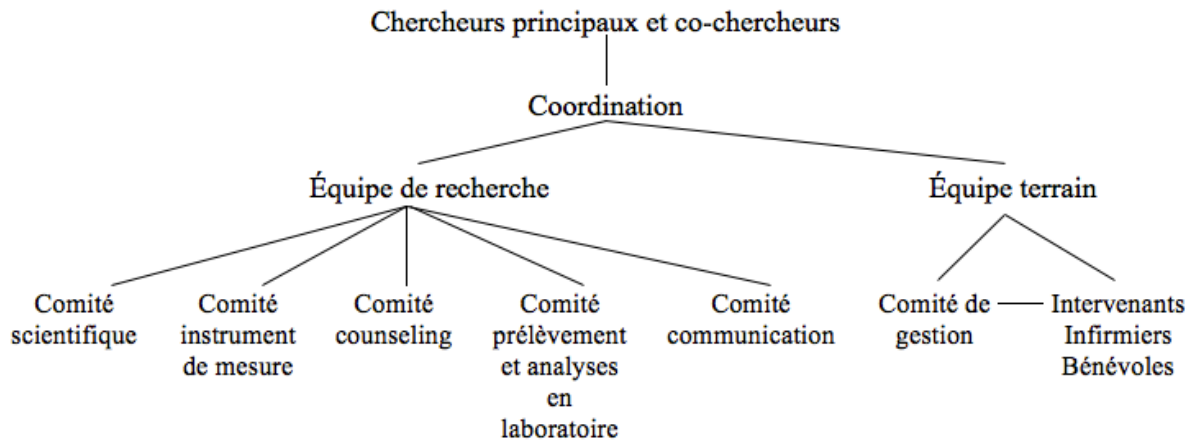 Chercheurs principaux et co-chercheurs
Coordination
Équipe de recherche
Équipe terrain
Comité
scientifique
Comité
instrument
de mesure
Comité
counseling
Comité
prélèvement
et analyses
en
laboratoire
Comité
communication
Comité de
gestion
Intervenants
Infirmiers
Bénévoles